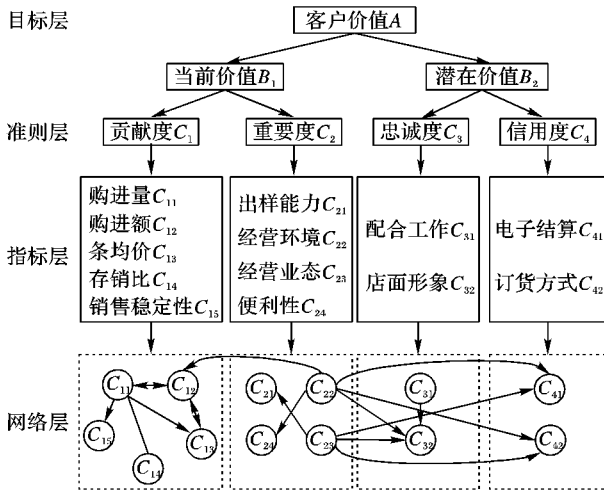 目标层
客户价值A
当前价值B₁
潜在价值B₂
准则层
贡献度C₁
重要度C₂
忠诚度C₃
信用度C₄
指标层
购进量C₁₁
购进额C₁₂
条均价C₁₃
存销比C₁₄
销售稳定性C₁₅
出样能力C₂₁
经营环境C₂₂
经营业态C₂₃
便利性C₂₄
配合工作C₃₁
店面形象C₃₂
电子结算C₄₁
订货方式C₄₂
网络层
C₁₁
C₁₂
C₁₅
C₁₃
C₁₄
C₂₁
C₂₂
C₂₄
C₂₃
C₃₁
C₃₂
C₄₁
C₄₂